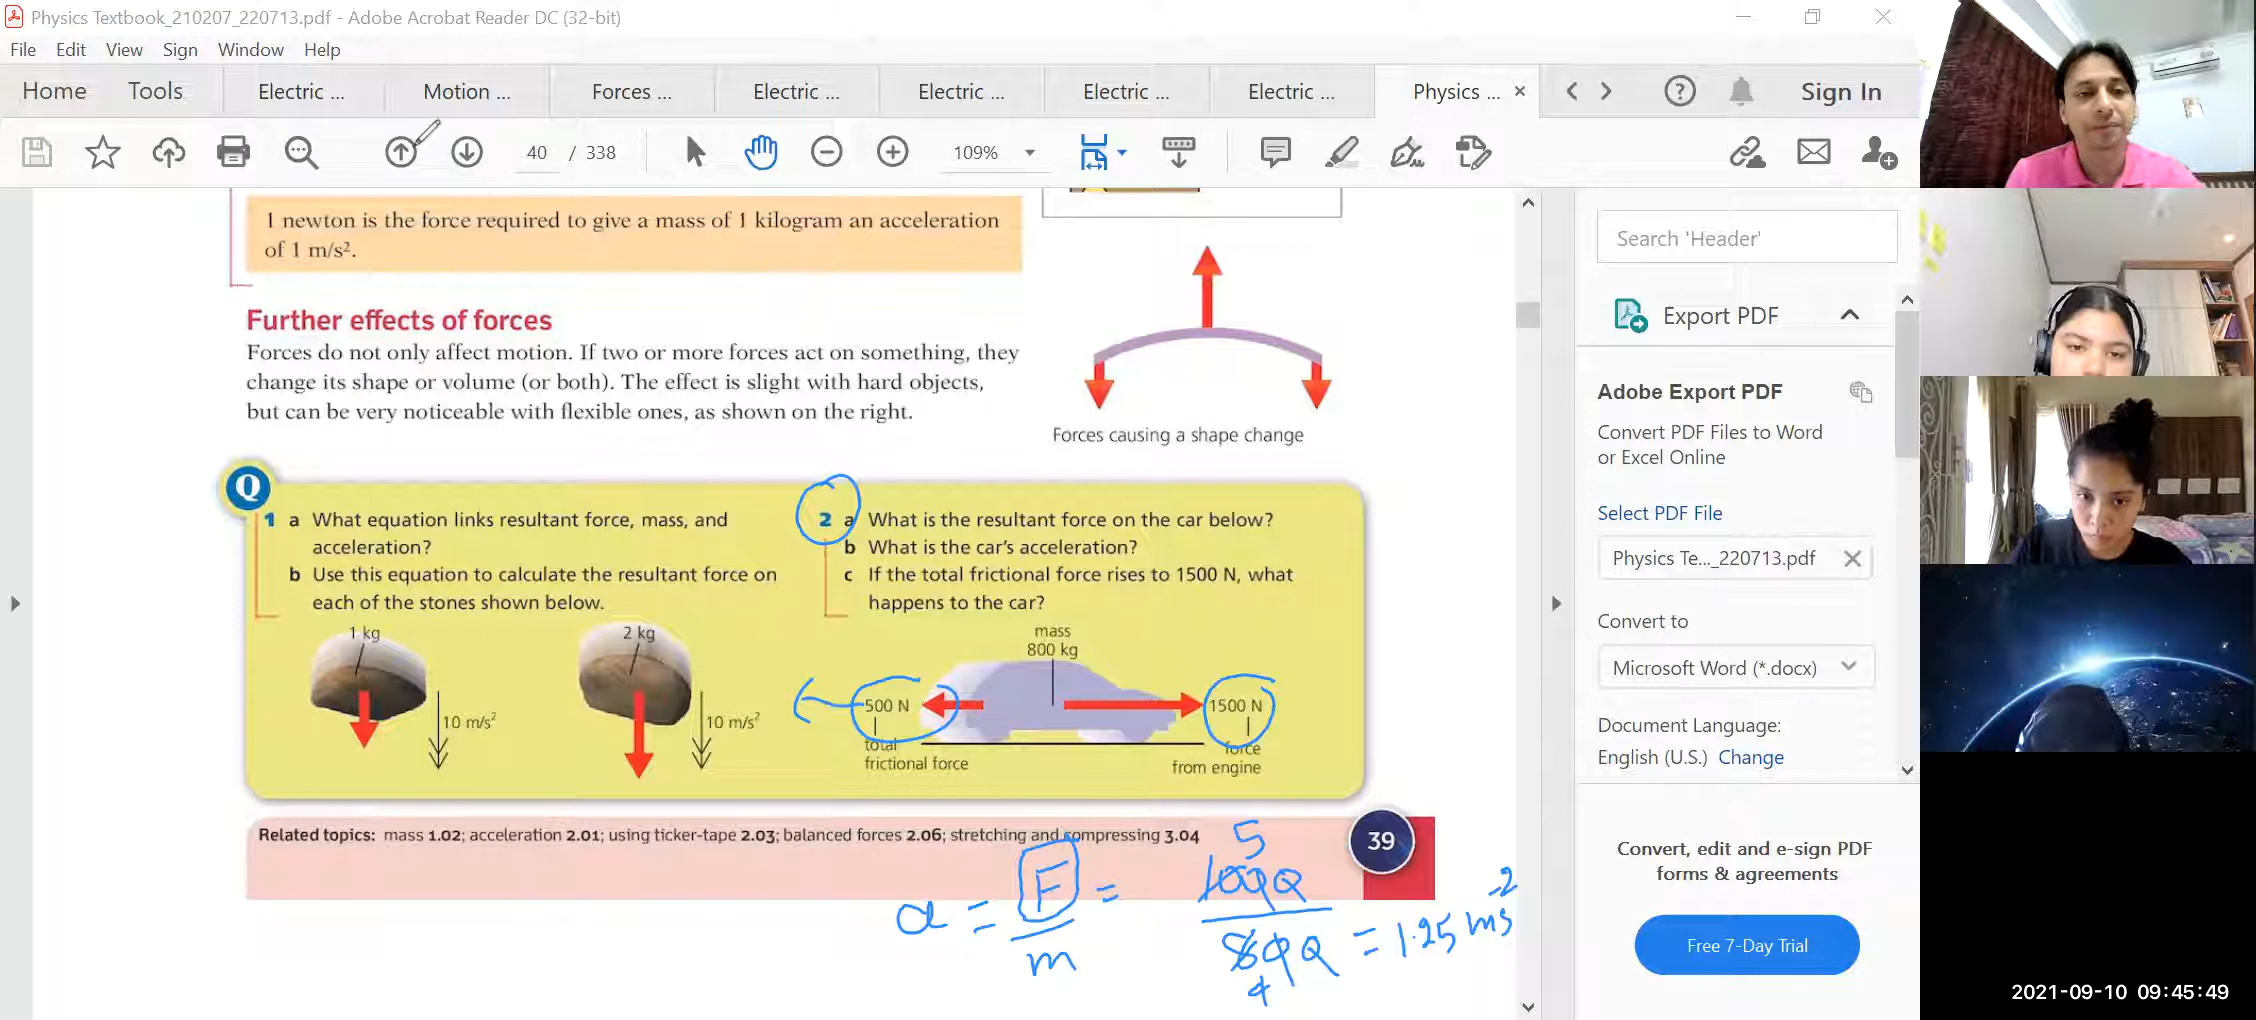 Physics Textbook_210207_220713.pdf - Adobe Acrobat Reader DC (32-bit)
File Edit View Sign Window Help
Home Tools Electric ... Motion ... Forces ... Electric ... Electric ... Electric ... Electric ... Physics ... Sign In
40 / 338 109%
1 newton is the force required to give a mass of 1 kilogram an acceleration
of 1 m/s².
Further effects of forces
Forces do not only affect motion. If two or more forces act on something, they
change its shape or volume (or both). The effect is slight with hard objects,
but can be very noticeable with flexible ones, as shown on the right.
Forces causing a shape change
Q
1 a What equation links resultant force, mass, and
acceleration?
b Use this equation to calculate the resultant force on
each of the stones shown below.
1 kg
10 m/s²
2 kg
10 m/s²
2 a What is the resultant force on the car below?
b What is the car's acceleration?
c If the total frictional force rises to 1500 N, what
happens to the car?
mass
800 kg
500 N
total
frictional force
1500 N
force
from engine
Related topics: mass 1.02; acceleration 2.01; using ticker-tape 2.03; balanced forces 2.06; stretching and compressing 3.04
39
5
a = F/m = 1000/800 = 1.25 ms-2
4
Search 'Header'
Export PDF
Adobe Export PDF
Convert PDF Files to Word
or Excel Online
Select PDF File
Physics Te..._220713.pdf
Convert to
Microsoft Word (*.docx)
Document Language:
English (U.S.) Change
Convert, edit and e-sign PDF
forms & agreements
Free 7-Day Trial
2021-09-10 09:45:49